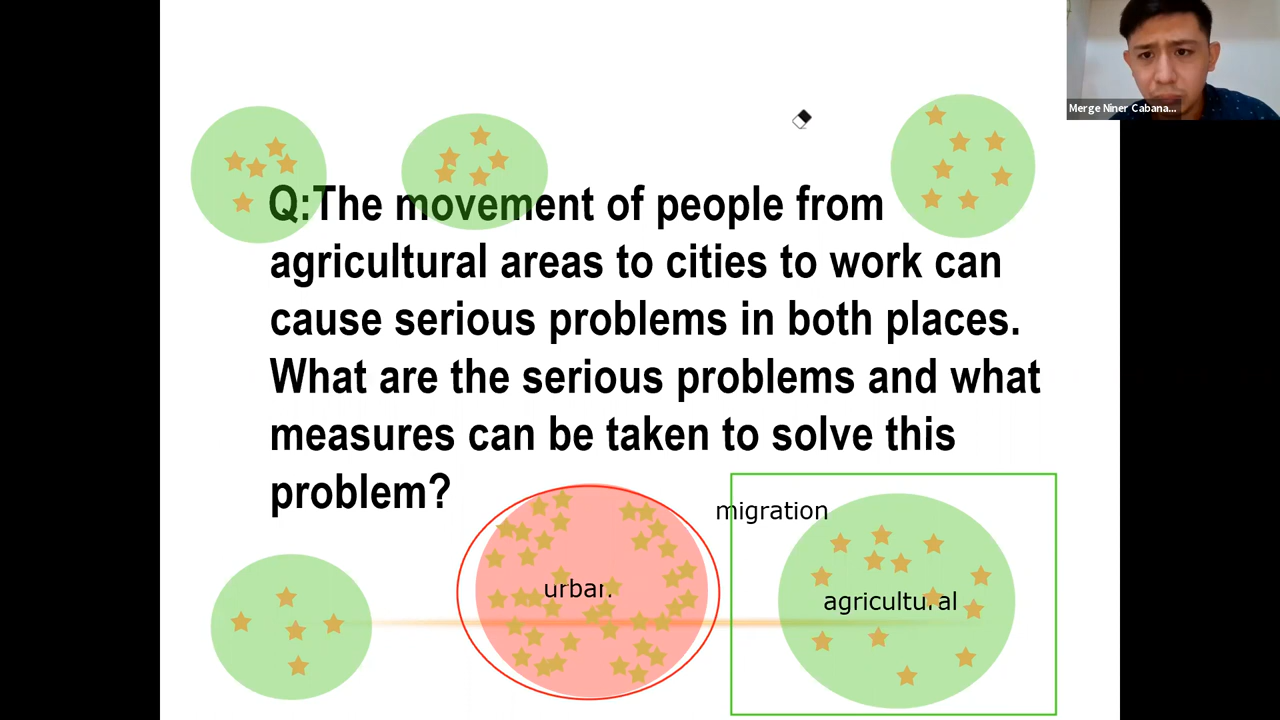 Merge Niner Cabana...
Q:The movement of people from
agricultural areas to cities to work can
cause serious problems in both places.
What are the serious problems and what
measures can be taken to solve this
problem?
migration
urban
agricultural